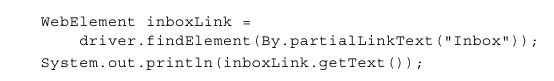 WebElement inboxLink =
    driver.findElement(By.partialLinkText("Inbox"));
System.out.println(inboxLink.getText());